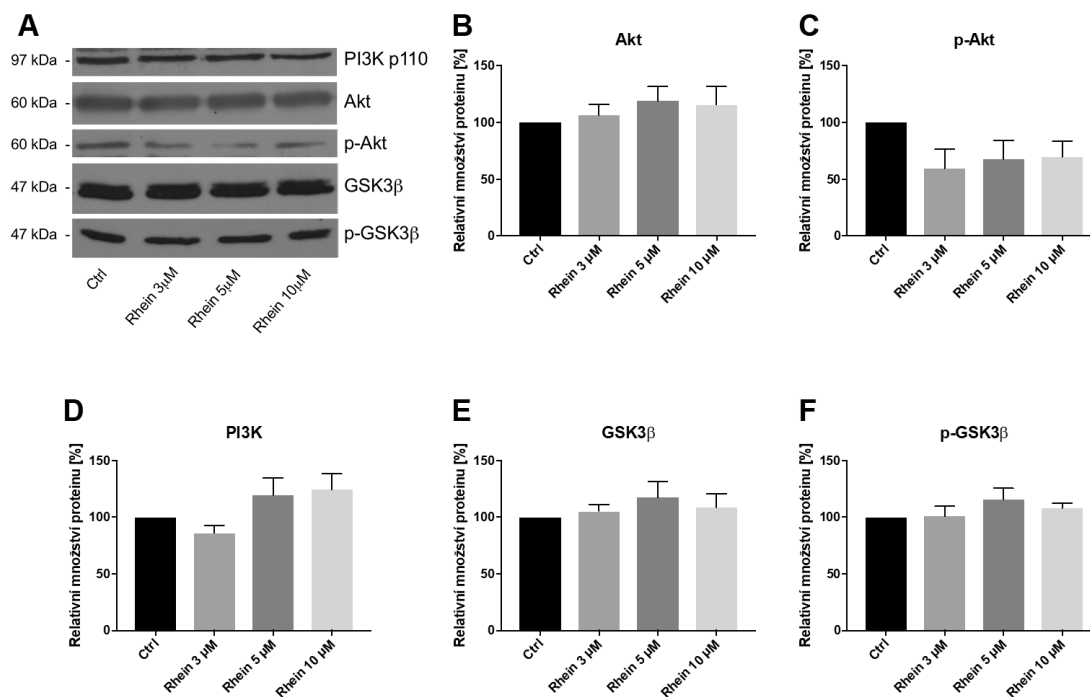 A
97 kDa -
PI3K p110
60 kDa -
Akt
60 kDa -
p-Akt
47 kDa -
GSK3β
47 kDa -
p-GSK3β
Ctrl
Rhein 3µM
Rhein 5µM
Rhein 10µM
B
Akt
Relativní množství proteinu [%]
150
100
50
0
Ctrl
Rhein 3 µM
Rhein 5 µM
Rhein 10 µM
C
p-Akt
Relativní množství proteinu [%]
150
100
50
0
Ctrl
Rhein 3 µM
Rhein 5 µM
Rhein 10 µM
D
PI3K
Relativní množství proteinu [%]
150
100
50
0
Ctrl
Rhein 3 µM
Rhein 5 µM
Rhein 10 µM
E
GSK3β
Relativní množství proteinu [%]
150
100
50
0
Ctrl
Rhein 3 µM
Rhein 5 µM
Rhein 10 µM
F
p-GSK3β
Relativní množství proteinu [%]
150
100
50
0
Ctrl
Rhein 3 µM
Rhein 5 µM
Rhein 10 µM